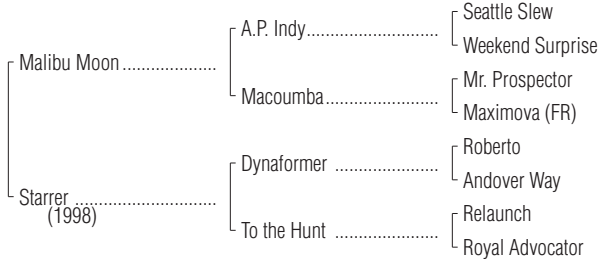 Seattle Slew
A.P. Indy
Weekend Surprise
Malibu Moon
Mr. Prospector
Macoumba
Maximova (FR)
Roberto
Dynaformer
Andover Way
Starrer
(1998)
Relaunch
To the Hunt
Royal Advocator